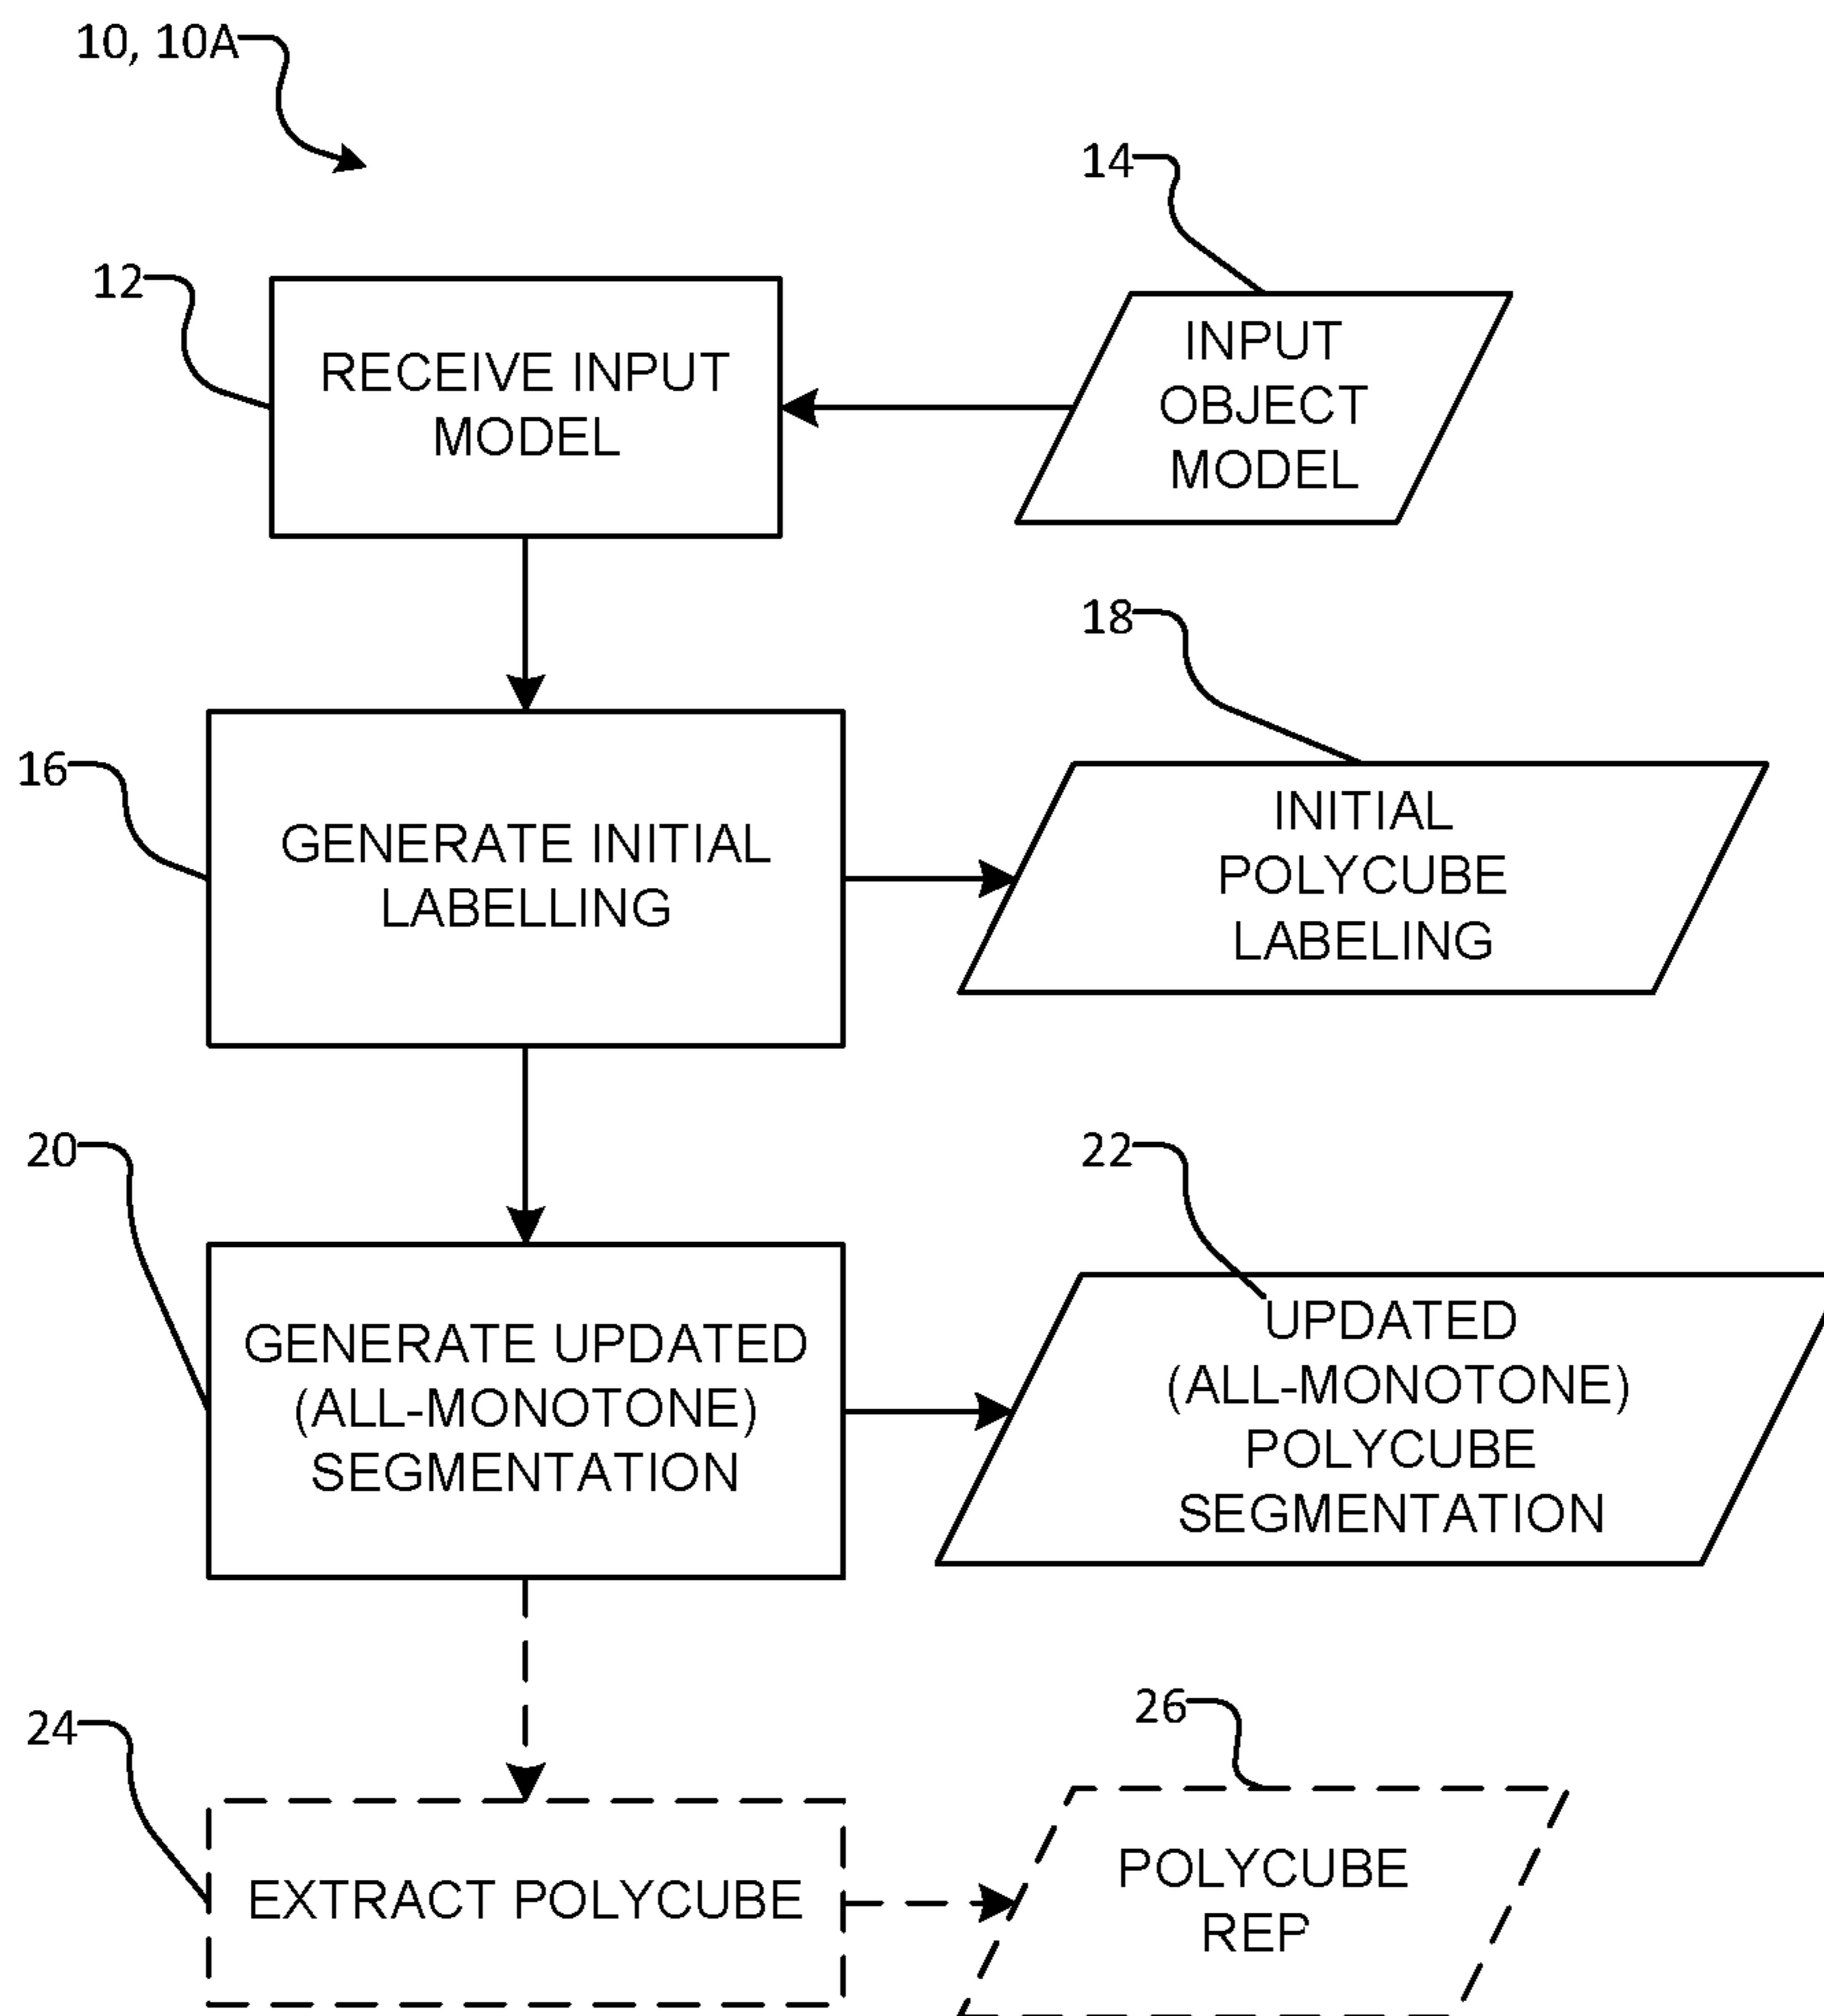 10, 10A
14
12
RECEIVE INPUT
MODEL
INPUT
OBJECT
MODEL
18
16
GENERATE INITIAL
LABELLING
INITIAL
POLYCUBE
LABELING
20
22
GENERATE UPDATED
(ALL-MONOTONE)
SEGMENTATION
UPDATED
(ALL-MONOTONE)
POLYCUBE
SEGMENTATION
24
26
EXTRACT POLYCUBE
POLYCUBE
REP